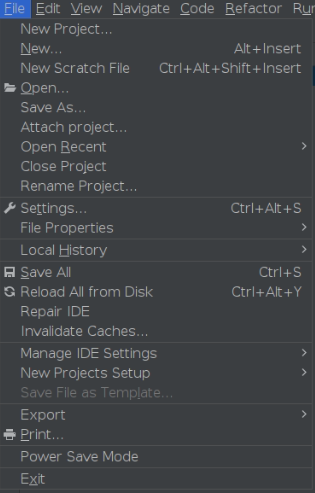 File Edit View Navigate Code Refactor Ru
New Project...
New... Alt+Insert
New Scratch File Ctrl+Alt+Shift+Insert
Open...
Save As...
Attach project...
Open Recent
Close Project
Rename Project...
Settings... Ctrl+Alt+S
File Properties
Local History
Save All Ctrl+S
Reload All from Disk Ctrl+Alt+Y
Repair IDE
Invalidate Caches...
Manage IDE Settings
New Projects Setup
Save File as Template...
Export
Print...
Power Save Mode
Exit